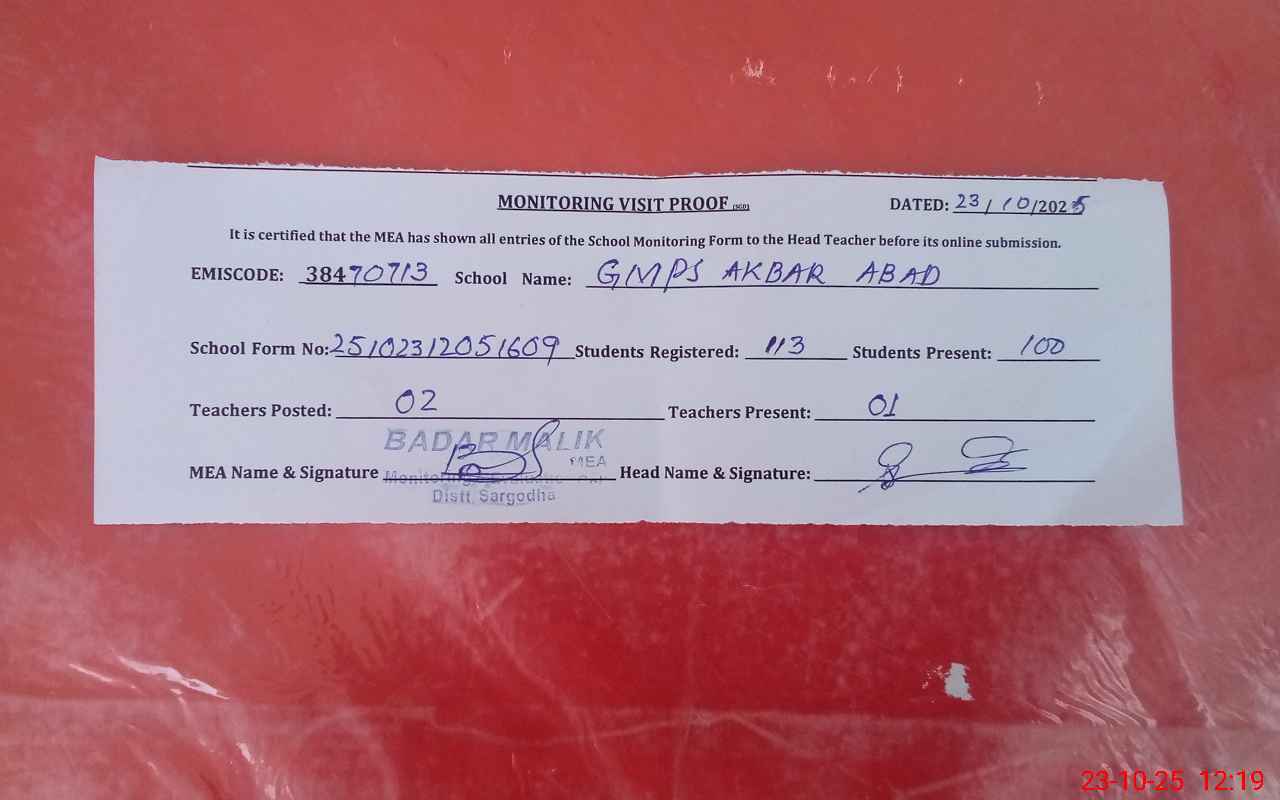 MONITORING VISIT PROOF (SGD) DATED: 23/10/2025
It is certified that the MEA has shown all entries of the School Monitoring Form to the Head Teacher before its online submission.
EMISCODE: 38470713 School Name: GMPS AKBAR ABAD
School Form No: 25102312051609 Students Registered: 113 Students Present: 100
Teachers Posted: 02 Teachers Present: 01
BADAR MALIK
MEA
MEA Name & Signature Head Name & Signature:
Distt. Sargodha
23-10-25 12:19